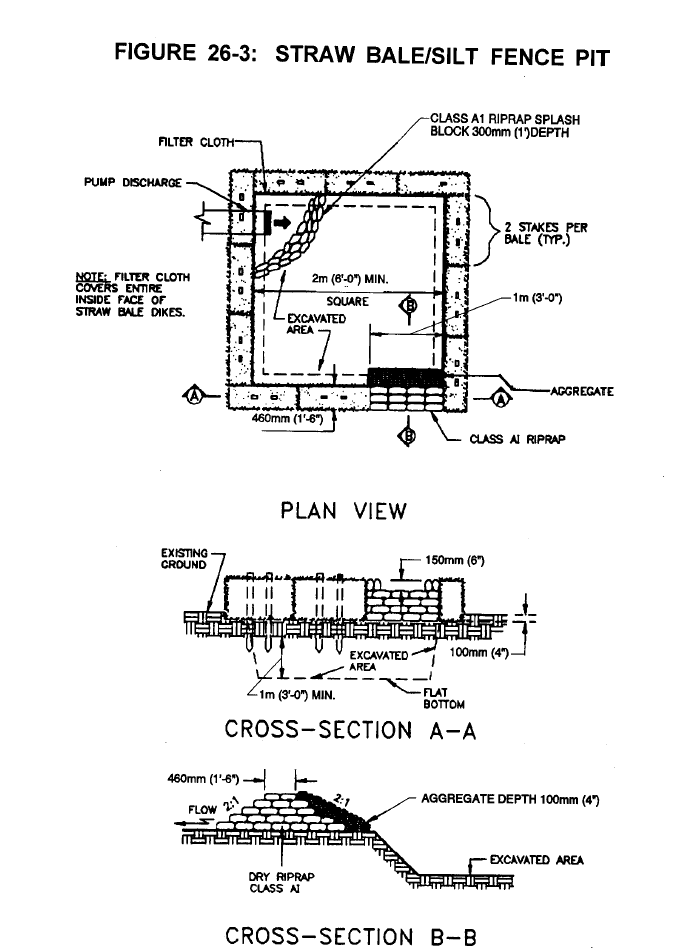 FIGURE 26-3: STRAW BALE/SILT FENCE PIT
CLASS A1 RIPRAP SPLASH
BLOCK 300mm (1')DEPTH
FILTER CLOTH
PUMP DISCHARGE
2 STAKES PER
BALE (TYP.)
NOTE: FILTER CLOTH
COVERS ENTIRE
INSIDE FACE OF
STRAW BALE DIKES.
2m (6'-0") MIN.
SQUARE
B
1m (3'-0")
EXCAVATED
AREA
A
AGGREGATE
A
460mm (1'-6")
B
CLASS AI RIPRAP
PLAN VIEW
EXISTING
GROUND
150mm (6")
EXCAVATED
AREA
100mm (4")
1m (3'-0") MIN.
FLAT
BOTTOM
CROSS-SECTION A-A
460mm (1'-6")
2:1
2:1
AGGREGATE DEPTH 100mm (4")
FLOW
EXCAVATED AREA
DRY RIPRAP
CLASS AI
CROSS-SECTION B-B